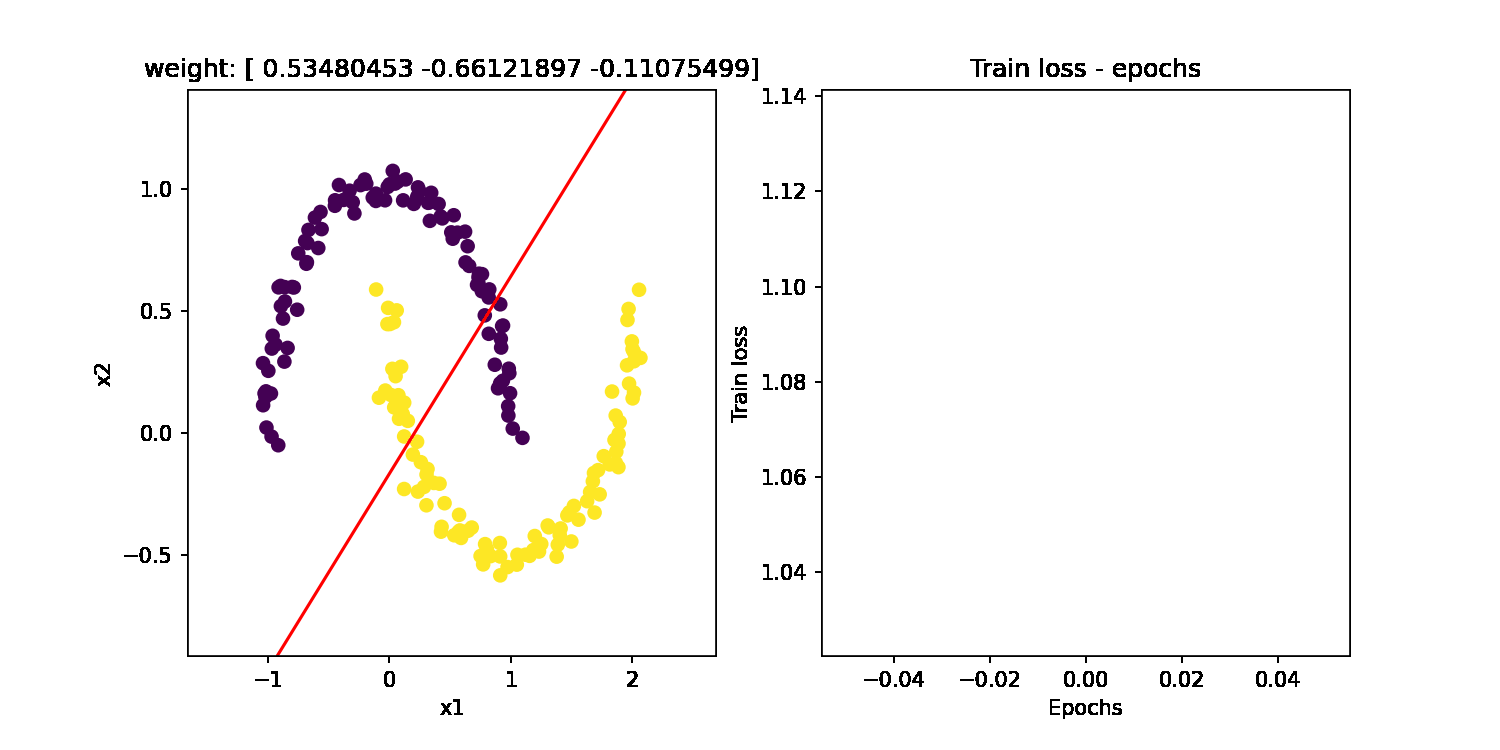 weight: [ 0.53480453 -0.66121897 -0.11075499]
1.0
0.5
0.0
−0.5
x2
−1 0 1 2
x1
Train loss - epochs
1.14
1.12
1.10
1.08
1.06
1.04
Train loss
−0.04 −0.02 0.00 0.02 0.04
Epochs